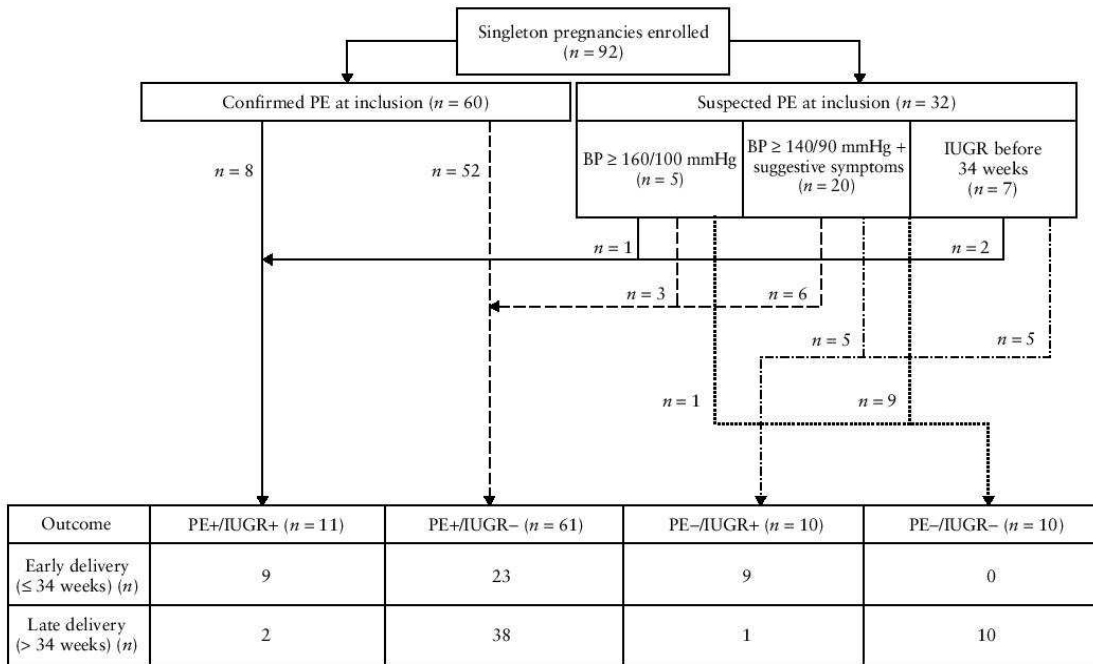 Singleton pregnancies enrolled
(n = 92)
Confirmed PE at inclusion (n = 60)
Suspected PE at inclusion (n = 32)
BP ≥ 160/100 mmHg
(n = 5)
BP ≥ 140/90 mmHg +
suggestive symptoms
(n = 20)
IUGR before
34 weeks
(n = 7)
n = 8
n = 52
n = 1
n = 2
n = 3
n = 6
n = 5
n = 5
n = 1
n = 9
Outcome
PE+/IUGR+ (n = 11)
PE+/IUGR− (n = 61)
PE−/IUGR+ (n = 10)
PE−/IUGR− (n = 10)
Early delivery
(≤ 34 weeks) (n)
9
23
9
0
Late delivery
(> 34 weeks) (n)
2
38
1
10